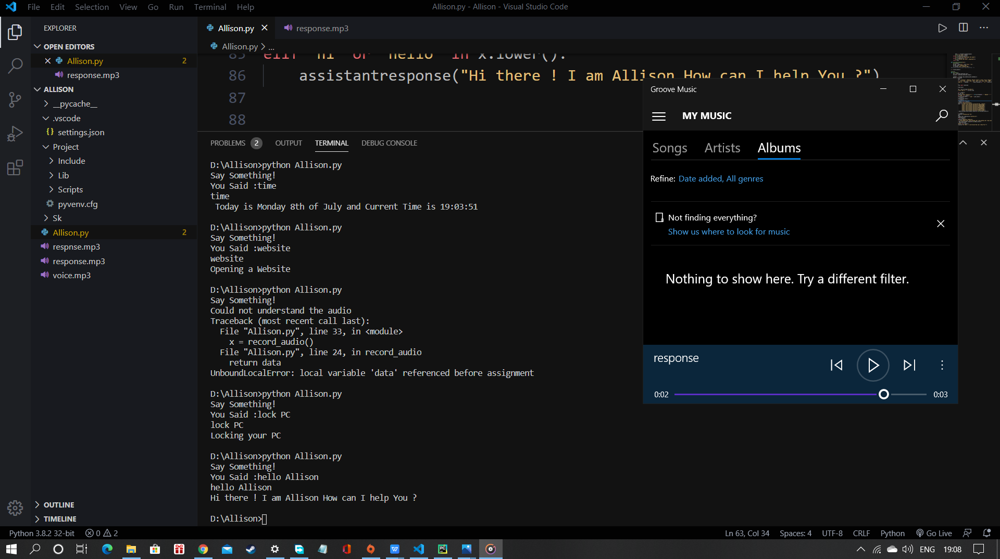 File Edit Selection View Go Run Terminal Help
Allison.py - Allison - Visual Studio Code
EXPLORER
OPEN EDITORS
Allison.py 2
response.mp3
ALLISON
__pycache__
.vscode
settings.json
Project
Include
Lib
Scripts
pyvenv.cfg
Sk
Allison.py 2
respnse.mp3
response.mp3
voice.mp3
OUTLINE
TIMELINE
Allison.py response.mp3
Allison.py > ...
85 elif "hi" or "hello" in x.lower():
86 assistantresponse("Hi there ! I am Allison How can I help You ?")
87
88
PROBLEMS 2 OUTPUT TERMINAL DEBUG CONSOLE
D:\Allison>python Allison.py
Say Something!
You Said :time
time
Today is Monday 8th of July and Current Time is 19:03:51
D:\Allison>python Allison.py
Say Something!
You Said :website
website
Opening a Website
D:\Allison>python Allison.py
Say Something!
Could not understand the audio
Traceback (most recent call last):
File "Allison.py", line 33, in <module>
x = record_audio()
File "Allison.py", line 24, in record_audio
return data
UnboundLocalError: local variable 'data' referenced before assignment
D:\Allison>python Allison.py
Say Something!
You Said :lock PC
lock PC
Locking your PC
D:\Allison>python Allison.py
Say Something!
You Said :hello Allison
hello Allison
Hi there ! I am Allison How can I help You ?
D:\Allison>
Groove Music
MY MUSIC
Songs Artists Albums
Refine: Date added, All genres
Not finding everything?
Show us where to look for music
Nothing to show here. Try a different filter.
response
0:02 0:03
Python 3.8.2 32-bit 0 2
Ln 63, Col 34 Spaces: 4 UTF-8 CRLF Python Go Live
ENG 19:08